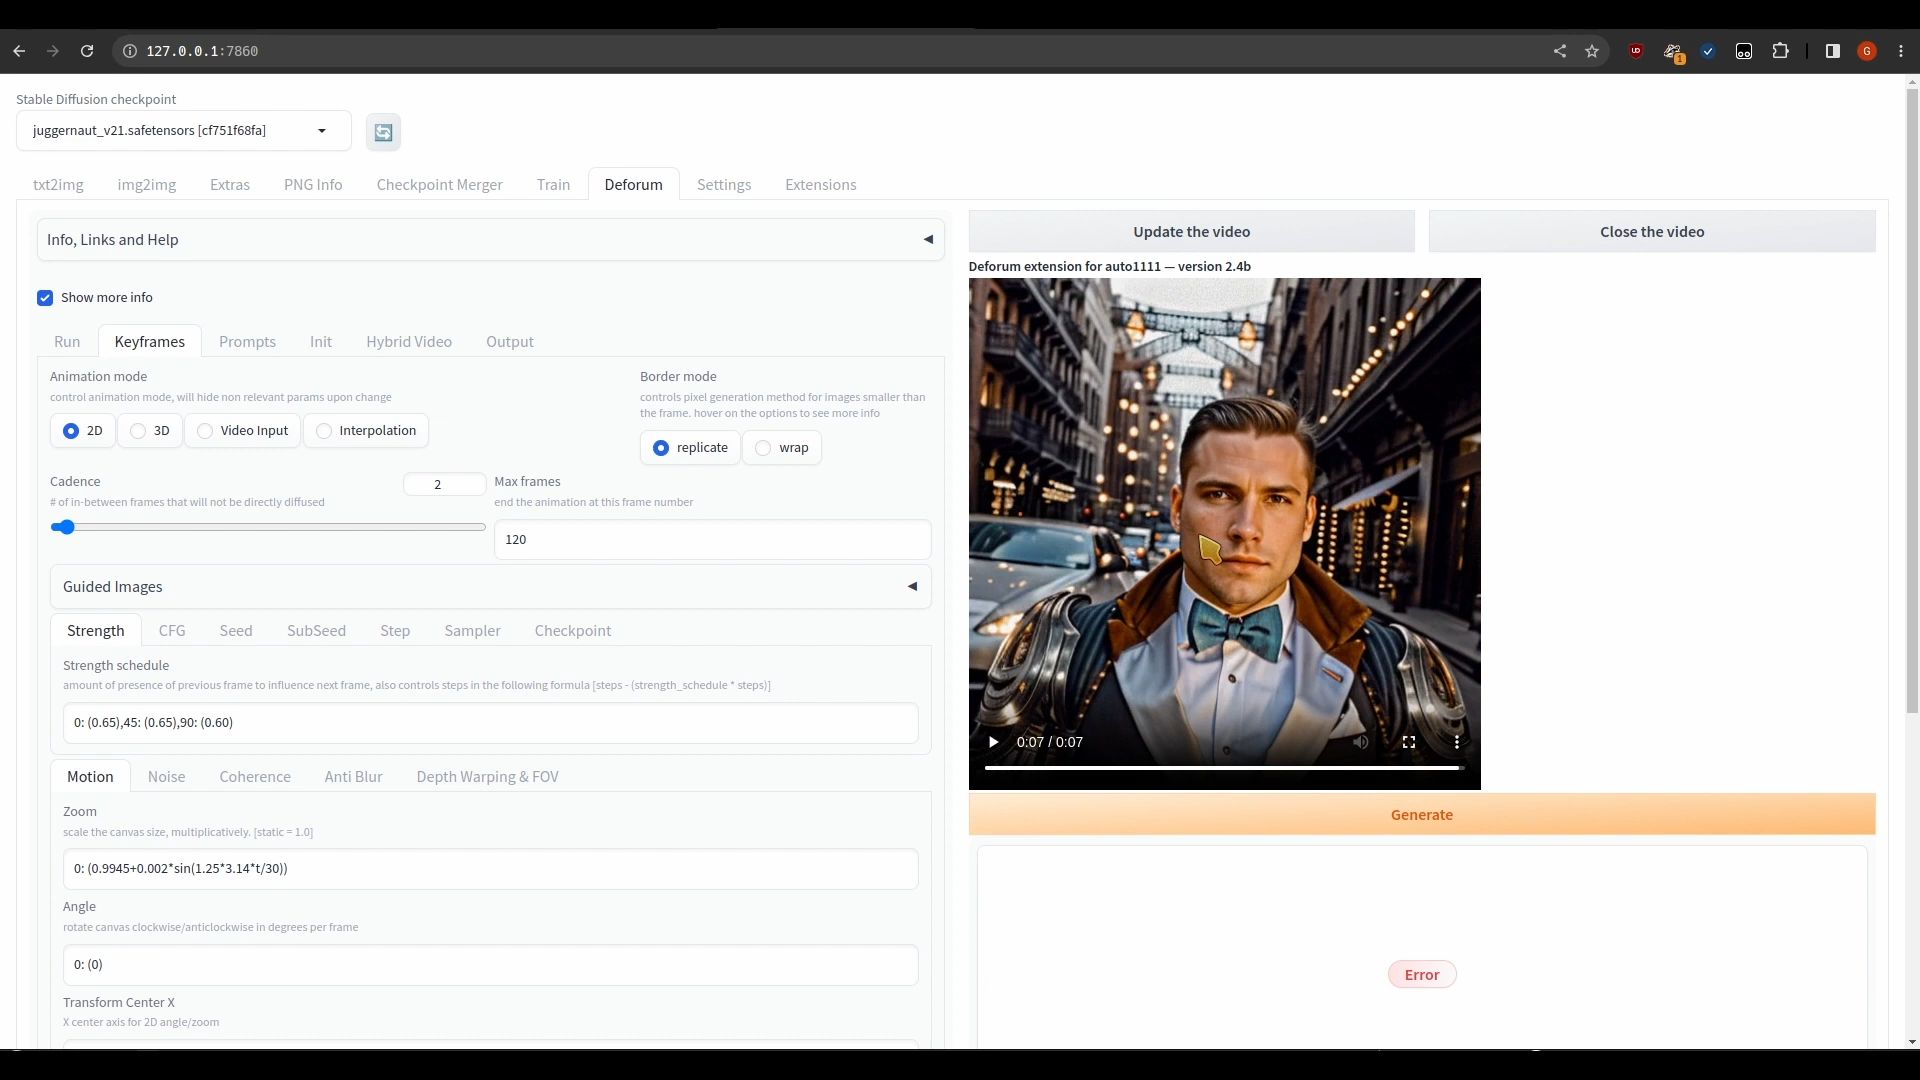 127.0.0.1:7860
1
G
Stable Diffusion checkpoint
juggernaut_v21.safetensors [cf751f68fa]
txt2img img2img Extras PNG Info Checkpoint Merger Train Deforum Settings Extensions
Info, Links and Help
Show more info
Run Keyframes Prompts Init Hybrid Video Output
Animation mode
control animation mode, will hide non relevant params upon change
2D 3D Video Input Interpolation
Border mode
controls pixel generation method for images smaller than
the frame. hover on the options to see more info
replicate wrap
Cadence
# of in-between frames that will not be directly diffused
2
Max frames
end the animation at this frame number
120
Guided Images
Strength CFG Seed SubSeed Step Sampler Checkpoint
Strength schedule
amount of presence of previous frame to influence next frame, also controls steps in the following formula [steps - (strength_schedule * steps)]
0: (0.65),45: (0.65),90: (0.60)
Motion Noise Coherence Anti Blur Depth Warping & FOV
Zoom
scale the canvas size, multiplicatively. [static = 1.0]
0: (0.9945+0.002*sin(1.25*3.14*t/30))
Angle
rotate canvas clockwise/anticlockwise in degrees per frame
0: (0)
Transform Center X
X center axis for 2D angle/zoom
Update the video
Close the video
Deforum extension for auto1111 — version 2.4b
0:07 / 0:07
Generate
Error